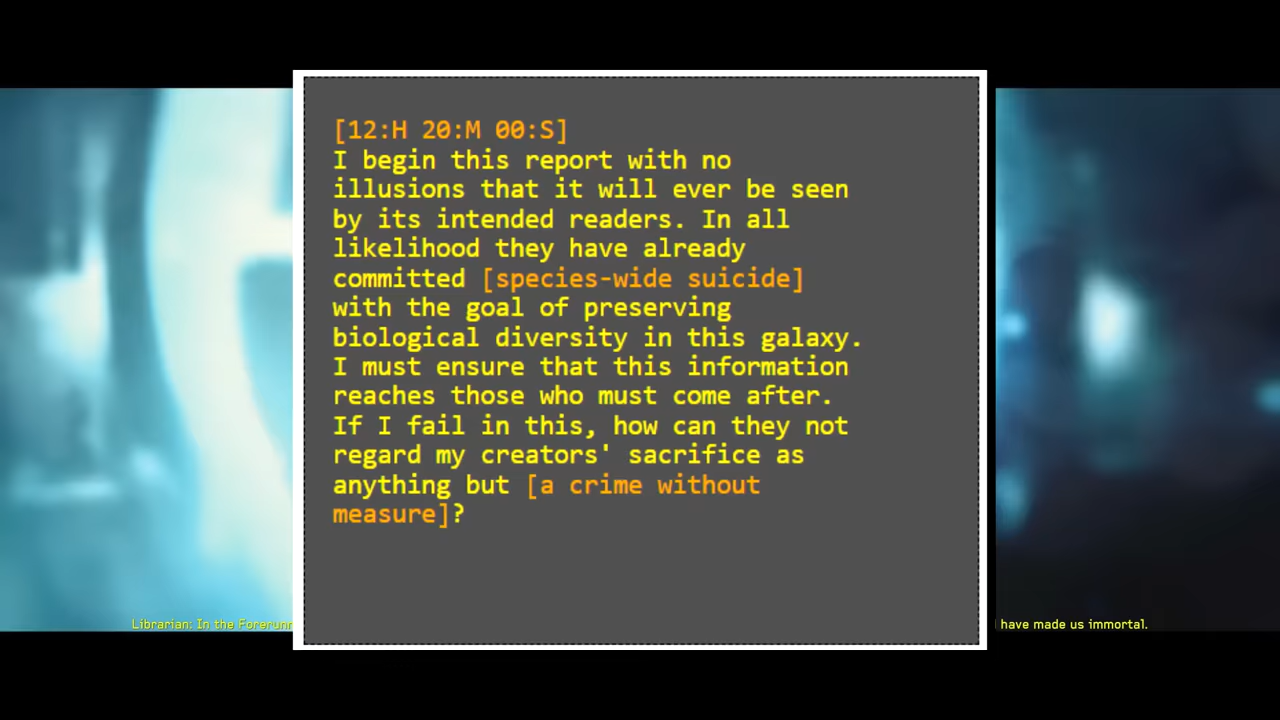 [12:H 20:M 00:S]
I begin this report with no
illusions that it will ever be seen
by its intended readers. In all
likelihood they have already
committed [species-wide suicide]
with the goal of preserving
biological diversity in this galaxy.
I must ensure that this information
reaches those who must come after.
If I fail in this, how can they not
regard my creators' sacrifice as
anything but [a crime without
measure]?
Librarian: In the
have made us immortal.